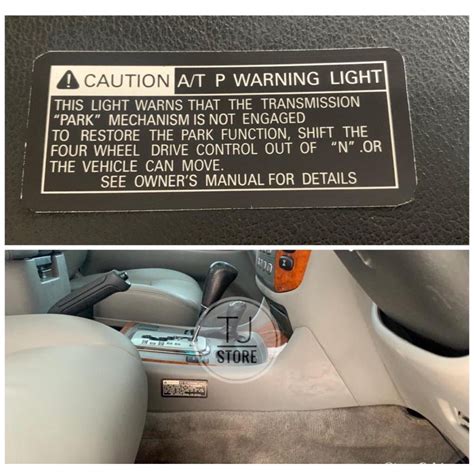 CAUTION A/T P WARNING LIGHT
THIS LIGHT WARNS THAT THE TRANSMISSION
"PARK" MECHANISM IS NOT ENGAGED
TO RESTORE THE PARK FUNCTION, SHIFT THE
FOUR WHEEL DRIVE CONTROL OUT OF "N".OR
THE VEHICLE CAN MOVE.
SEE OWNER'S MANUAL FOR DETAILS
TJ
STORE